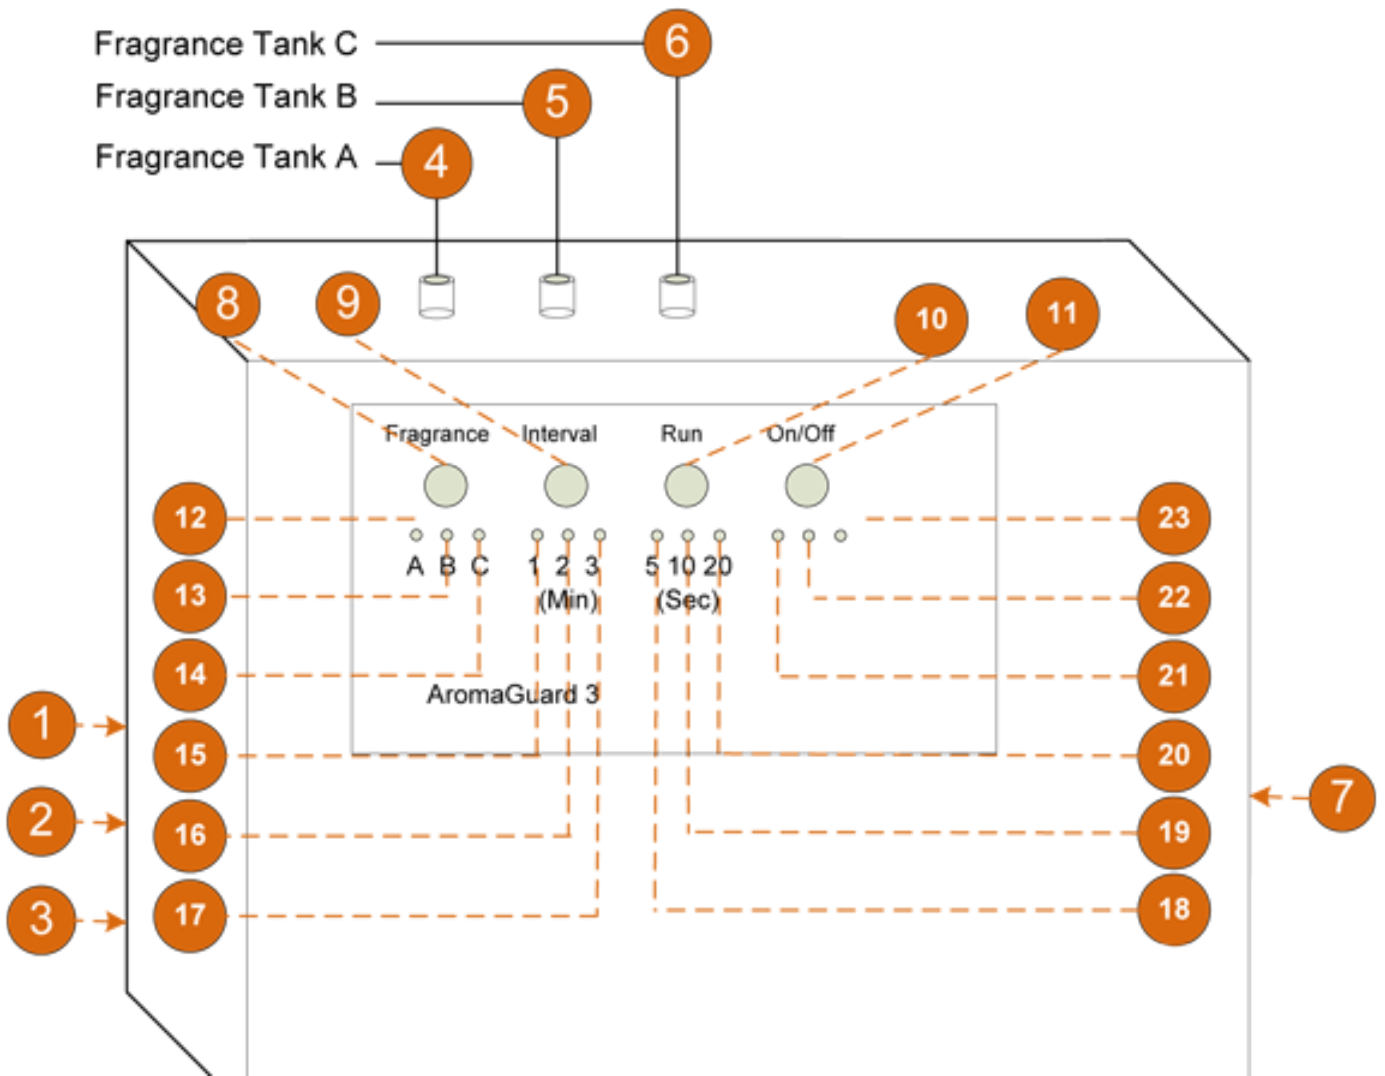 Fragrance Tank C 6
Fragrance Tank B 5
Fragrance Tank A 4
8 9 10 11
Fragrance Interval Run On/Off
12 23
A B C 1 2 3 5 10 20
13 (Min) (Sec) 22
14 21
AromaGuard 3
1 15 20
7
2 16 19
3 17 18